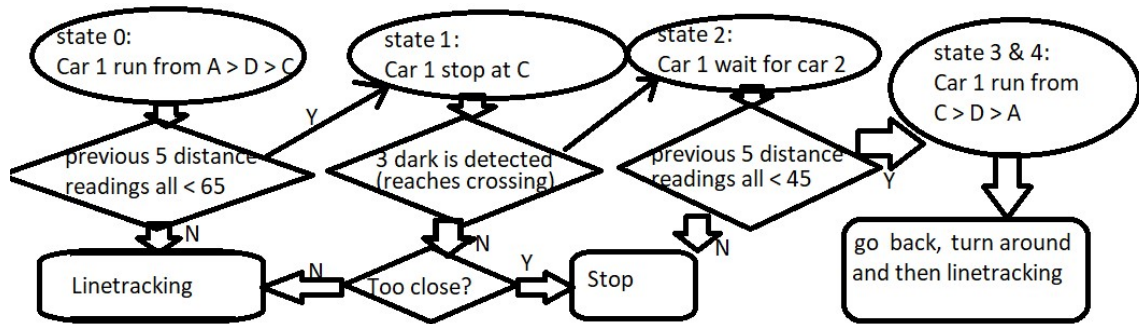 state 0:
Car 1 run from A > D > C
state 1:
Car 1 stop at C
state 2:
Car 1 wait for car 2
state 3 & 4:
Car 1 run from
C > D > A
Y
previous 5 distance
readings all < 65
3 dark is detected
(reaches crossing)
previous 5 distance
readings all < 45
Y
N
N
N
Linetracking
N
Too close?
Y
Stop
go back, turn around
and then linetracking